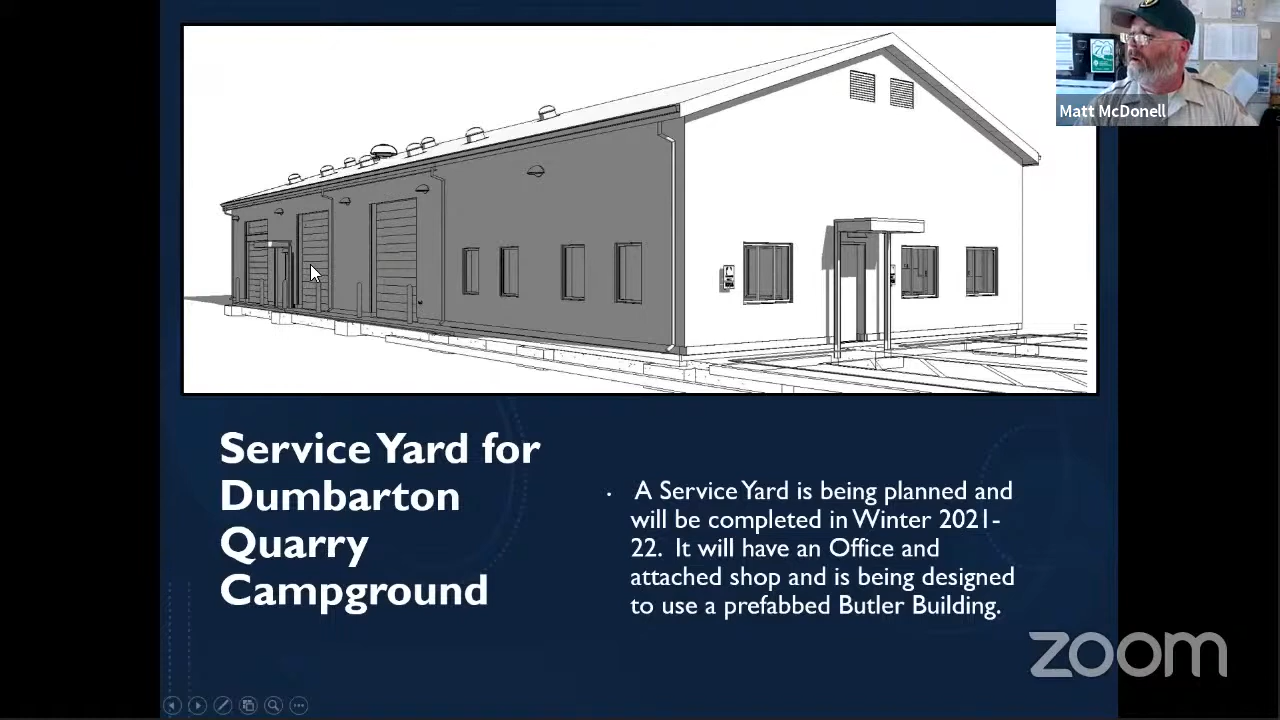 Matt McDonell
Service Yard for
Dumbarton
Quarry
Campground
• A Service Yard is being planned and
will be completed in Winter 2021-
22. It will have an Office and
attached shop and is being designed
to use a prefabbed Butler Building.
zoom